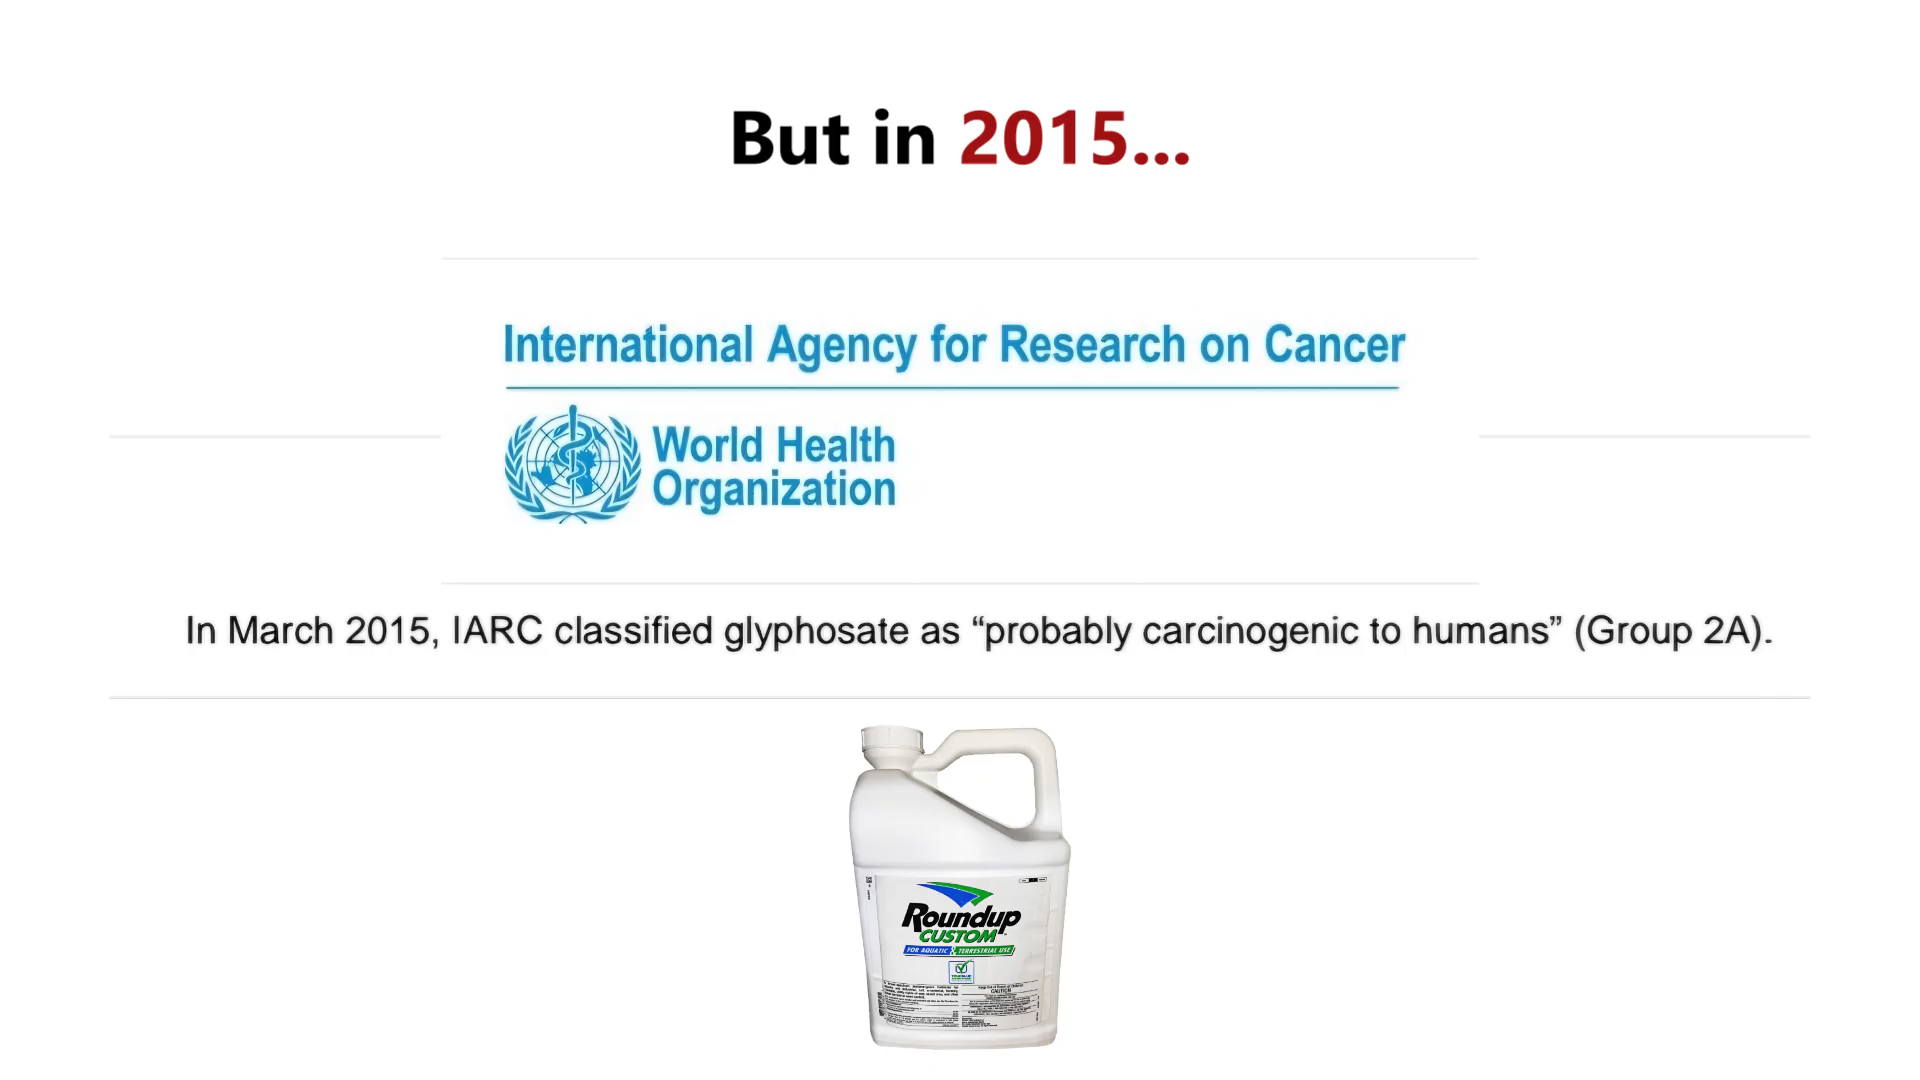 But in 2015...
International Agency for Research on Cancer
World Health
Organization
In March 2015, IARC classified glyphosate as “probably carcinogenic to humans” (Group 2A).
Roundup
CUSTOM
FOR AQUATIC & TERRESTRIAL USE
CAUTION